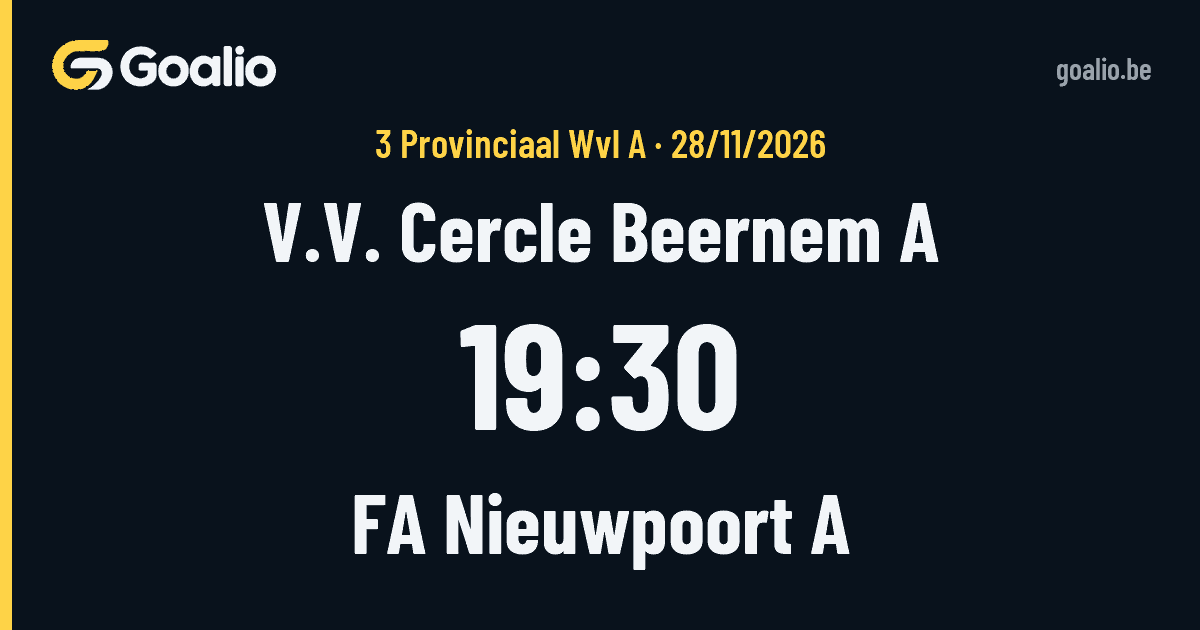 Goalio
goalio.be
3 Provinciaal Wvl A · 28/11/2026
V.V. Cercle Beernem A
19:30
FA Nieuwpoort A